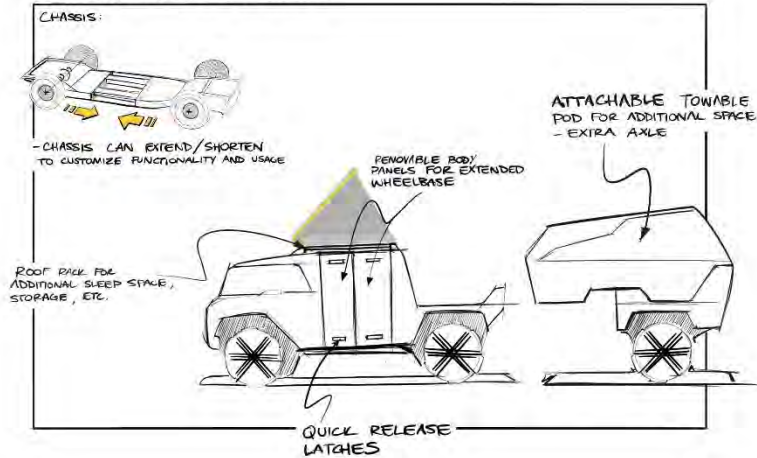 CHASSIS:
-CHASSIS CAN EXTEND/SHORTEN
TO CUSTOMIZE FUNCTIONALITY AND USAGE
REMOVABLE BODY
PANELS FOR EXTENDED
WHEELBASE
ATTACHABLE TOWABLE
POD FOR ADDITIONAL SPACE
- EXTRA AXLE
ROOF RACK FOR
ADDITIONAL SLEEP SPACE,
STORAGE, ETC.
QUICK RELEASE
LATCHES